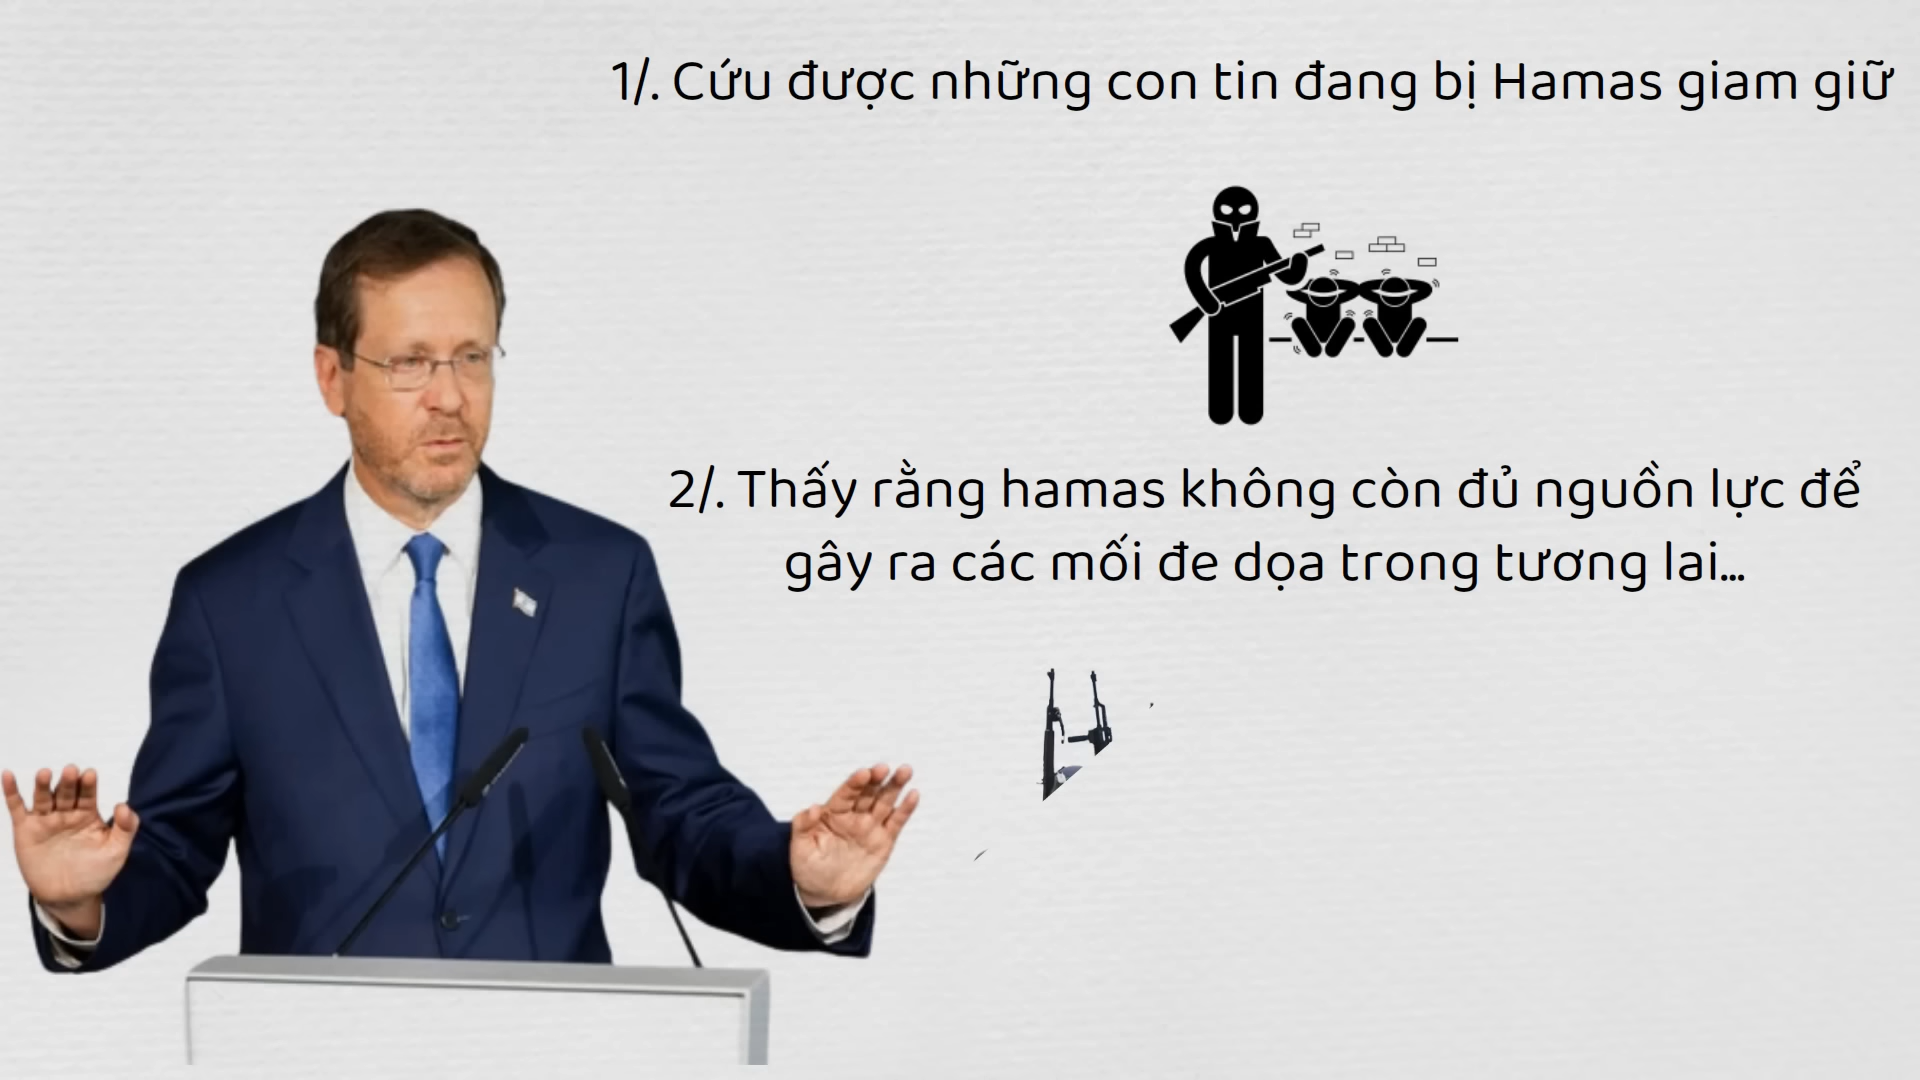 1/. Cứu được những con tin đang bị Hamas giam giữ
2/. Thấy rằng hamas không còn đủ nguồn lực để
gây ra các mối đe dọa trong tương lai...